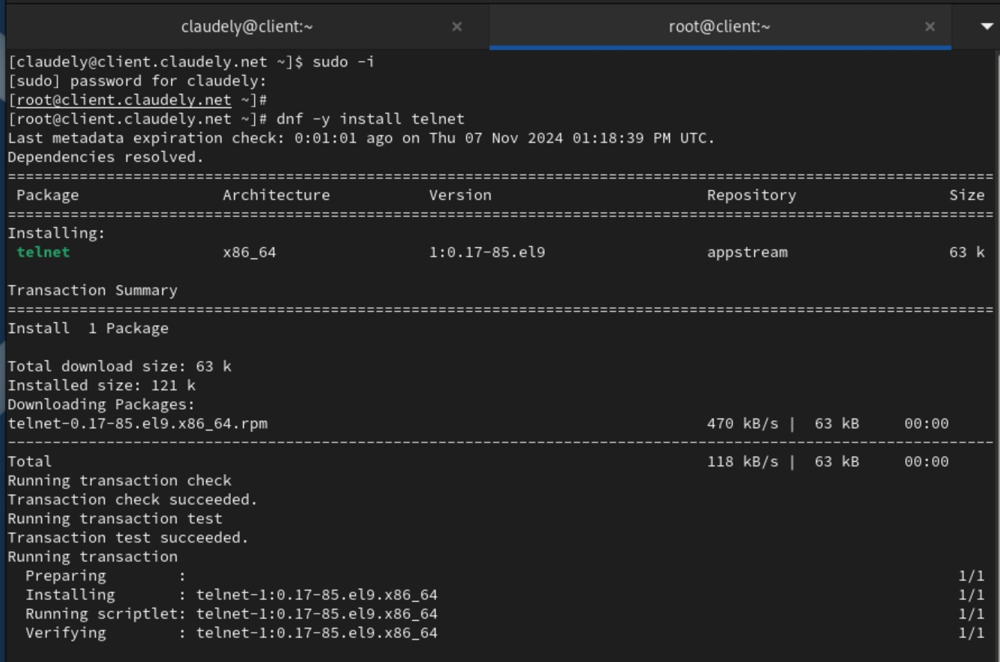 claudely@client:~ × root@client:~ ×
[claudely@client.claudely.net ~]$ sudo -i
[sudo] password for claudely:
[root@client.claudely.net ~]#
[root@client.claudely.net ~]# dnf -y install telnet
Last metadata expiration check: 0:01:01 ago on Thu 07 Nov 2024 01:18:39 PM UTC.
Dependencies resolved.
================================================================================
Package Architecture Version Repository Size
================================================================================
Installing:
telnet x86_64 1:0.17-85.el9 appstream 63 k
Transaction Summary
================================================================================
Install 1 Package
Total download size: 63 k
Installed size: 121 k
Downloading Packages:
telnet-0.17-85.el9.x86_64.rpm 470 kB/s | 63 kB 00:00
--------------------------------------------------------------------------------
Total 118 kB/s | 63 kB 00:00
Running transaction check
Transaction check succeeded.
Running transaction test
Transaction test succeeded.
Running transaction
Preparing : 1/1
Installing : telnet-1:0.17-85.el9.x86_64 1/1
Running scriptlet: telnet-1:0.17-85.el9.x86_64 1/1
Verifying : telnet-1:0.17-85.el9.x86_64 1/1